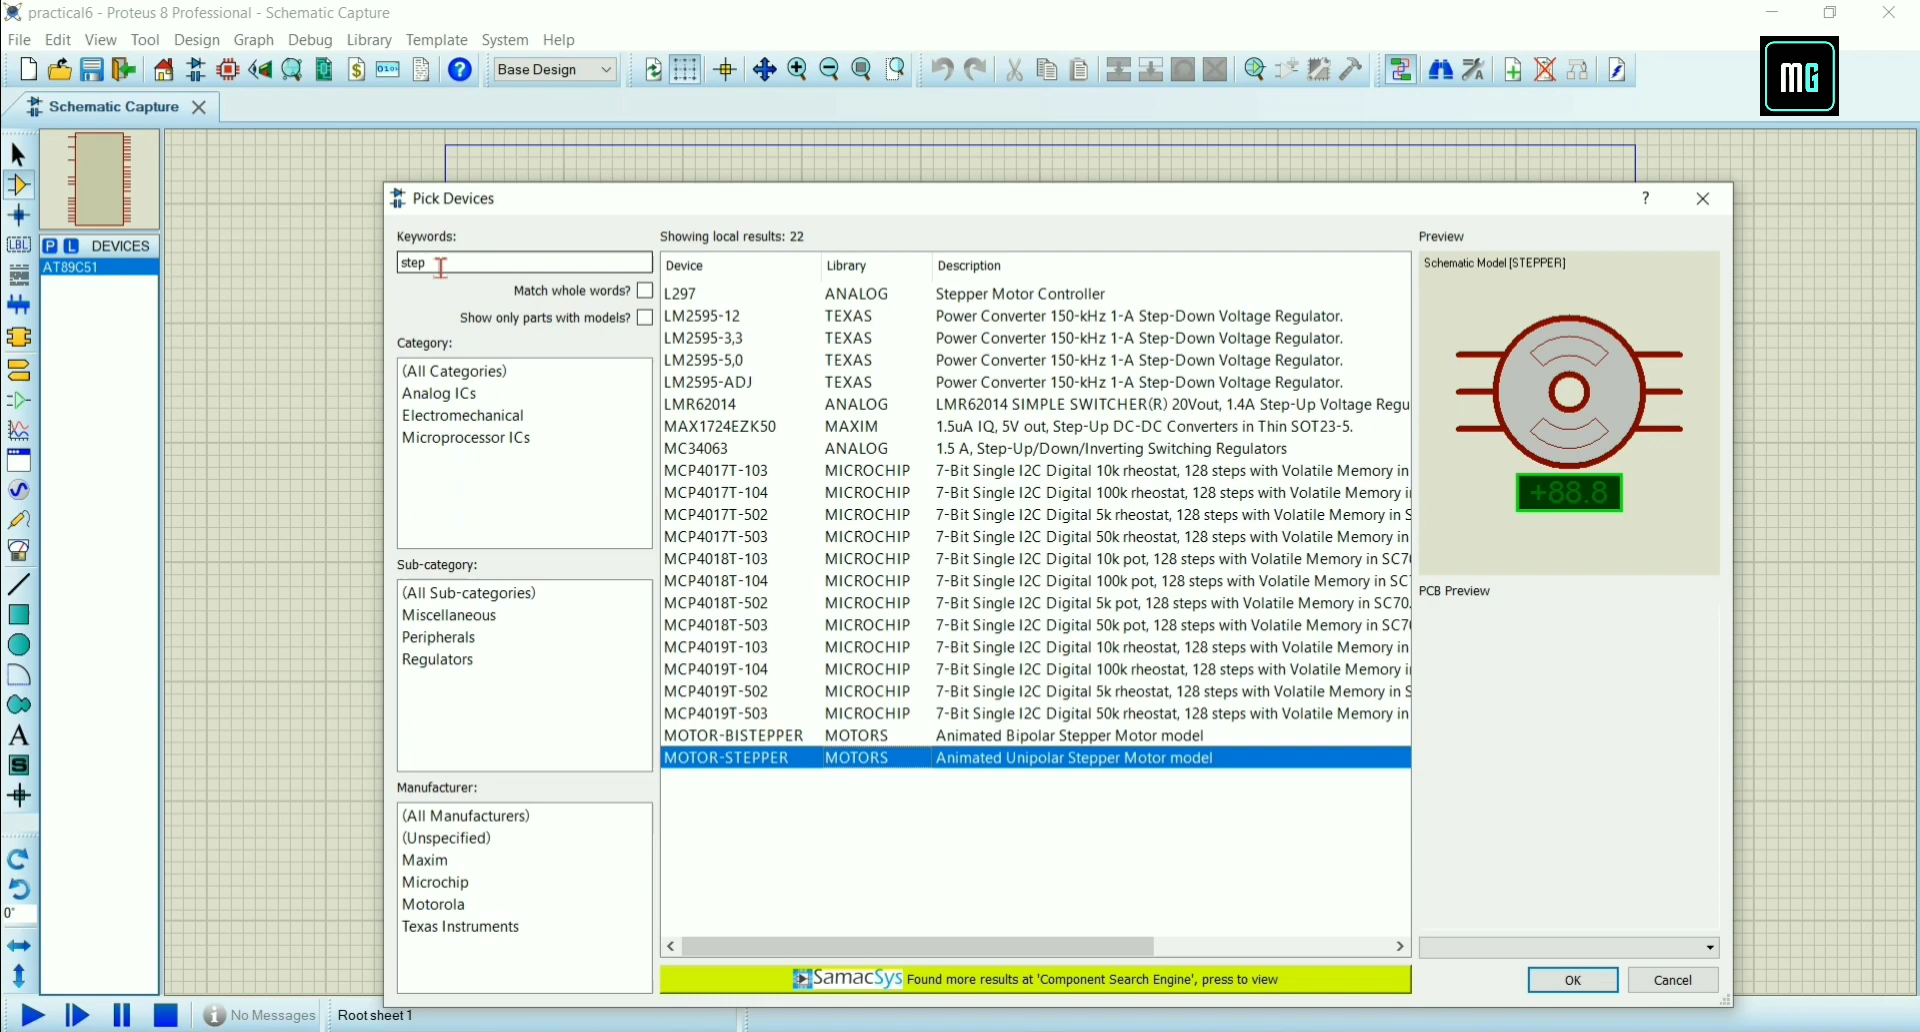 practical6 - Proteus 8 Professional - Schematic Capture
File Edit View Tool Design Graph Debug Library Template System Help
Base Design
MG
Schematic Capture
P L DEVICES
AT89C51
LBL
Pick Devices
Keywords:
step
Match whole words?
Show only parts with models?
Category:
(All Categories)
Analog ICs
Electromechanical
Microprocessor ICs
Sub-category:
(All Sub-categories)
Miscellaneous
Peripherals
Regulators
Manufacturer:
(All Manufacturers)
(Unspecified)
Maxim
Microchip
Motorola
Texas Instruments
Showing local results: 22
Device Library Description
L297 ANALOG Stepper Motor Controller
LM2595-12 TEXAS Power Converter 150-kHz 1-A Step-Down Voltage Regulator.
LM2595-3,3 TEXAS Power Converter 150-kHz 1-A Step-Down Voltage Regulator.
LM2595-5,0 TEXAS Power Converter 150-kHz 1-A Step-Down Voltage Regulator.
LM2595-ADJ TEXAS Power Converter 150-kHz 1-A Step-Down Voltage Regulator.
LMR62014 ANALOG LMR62014 SIMPLE SWITCHER(R) 20Vout, 1.4A Step-Up Voltage Regu
MAX1724EZK50 MAXIM 1.5uA IQ, 5V out, Step-Up DC-DC Converters in Thin SOT23-5.
MC34063 ANALOG 1.5 A, Step-Up/Down/Inverting Switching Regulators
MCP4017T-103 MICROCHIP 7-Bit Single I2C Digital 10k rheostat, 128 steps with Volatile Memory in
MCP4017T-104 MICROCHIP 7-Bit Single I2C Digital 100k rheostat, 128 steps with Volatile Memory i
MCP4017T-502 MICROCHIP 7-Bit Single I2C Digital 5k rheostat, 128 steps with Volatile Memory in S
MCP4017T-503 MICROCHIP 7-Bit Single I2C Digital 50k rheostat, 128 steps with Volatile Memory in
MCP4018T-103 MICROCHIP 7-Bit Single I2C Digital 10k pot, 128 steps with Volatile Memory in SC7
MCP4018T-104 MICROCHIP 7-Bit Single I2C Digital 100k pot, 128 steps with Volatile Memory in SC
MCP4018T-502 MICROCHIP 7-Bit Single I2C Digital 5k pot, 128 steps with Volatile Memory in SC70.
MCP4018T-503 MICROCHIP 7-Bit Single I2C Digital 50k pot, 128 steps with Volatile Memory in SC7
MCP4019T-103 MICROCHIP 7-Bit Single I2C Digital 10k rheostat, 128 steps with Volatile Memory in
MCP4019T-104 MICROCHIP 7-Bit Single I2C Digital 100k rheostat, 128 steps with Volatile Memory i
MCP4019T-502 MICROCHIP 7-Bit Single I2C Digital 5k rheostat, 128 steps with Volatile Memory in S
MCP4019T-503 MICROCHIP 7-Bit Single I2C Digital 50k rheostat, 128 steps with Volatile Memory in
MOTOR-BISTEPPER MOTORS Animated Bipolar Stepper Motor model
MOTOR-STEPPER MOTORS Animated Unipolar Stepper Motor model
SamacSys Found more results at 'Component Search Engine', press to view
Preview
Schematic Model [STEPPER]
+88.8
PCB Preview
OK Cancel
0°
No Messages Root sheet 1